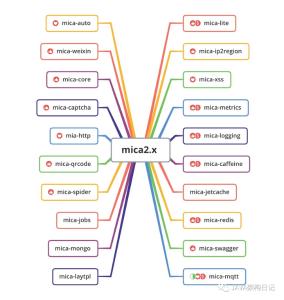 mica-auto
mica-weixin
mica-core
mica-captcha
mia-http
mica-qrcode
mica-spider
mica-jobs
mica-mongo
mica-laytpl
mica2.x
mica-lite
mica-ip2region
mica-xss
mica-metrics
mica-logging
mica-caffeine
mica-jetcache
mica-redis
mica-swagger
mica-mqtt